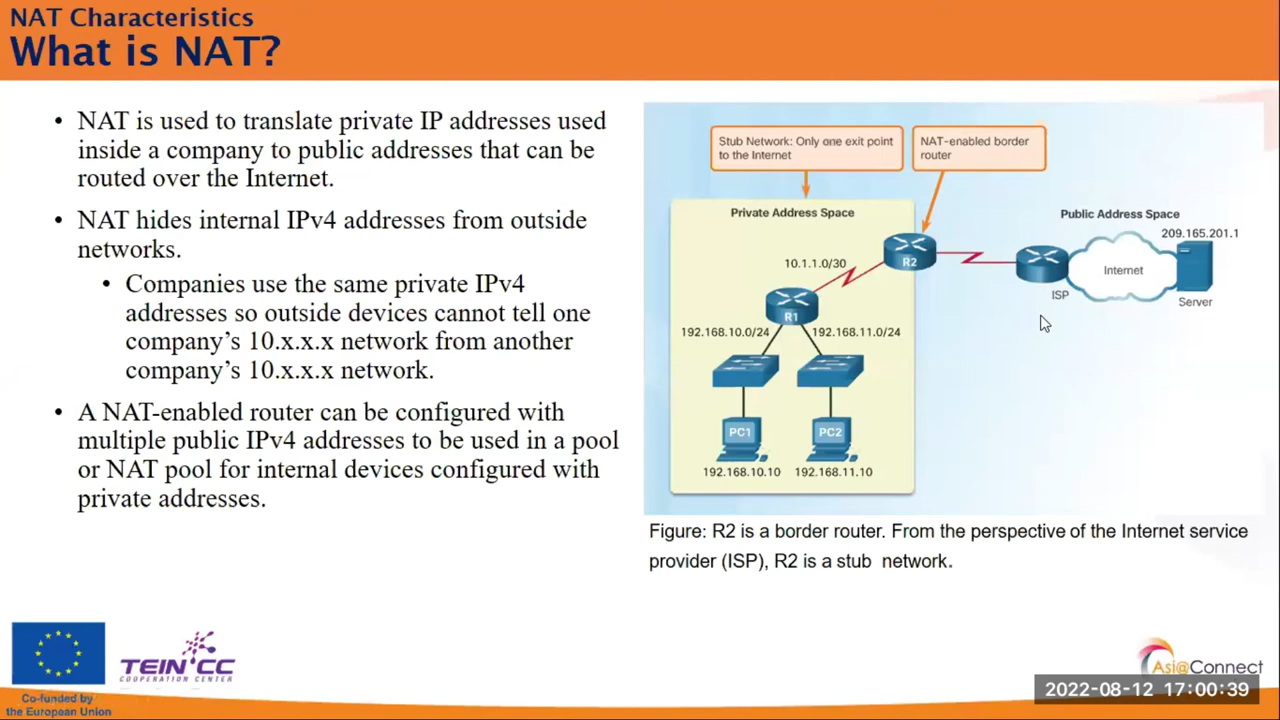 NAT Characteristics
What is NAT?
• NAT is used to translate private IP addresses used
inside a company to public addresses that can be
routed over the Internet.
• NAT hides internal IPv4 addresses from outside
networks.
• Companies use the same private IPv4
addresses so outside devices cannot tell one
company's 10.x.x.x network from another
company's 10.x.x.x network.
• A NAT-enabled router can be configured with
multiple public IPv4 addresses to be used in a pool
or NAT pool for internal devices configured with
private addresses.
Stub Network: Only one exit point
to the Internet
NAT-enabled border
router
Private Address Space
Public Address Space
209.165.201.1
10.1.1.0/30
R2
Internet
ISP
Server
R1
192.168.10.0/24
192.168.11.0/24
PC1
PC2
192.168.10.10
192.168.11.10
Figure: R2 is a border router. From the perspective of the Internet service
provider (ISP), R2 is a stub network.
TEIN*CC
COOPERATION CENTER
Co-funded by
the European Union
Asi@Connect
2022-08-12 17:00:39